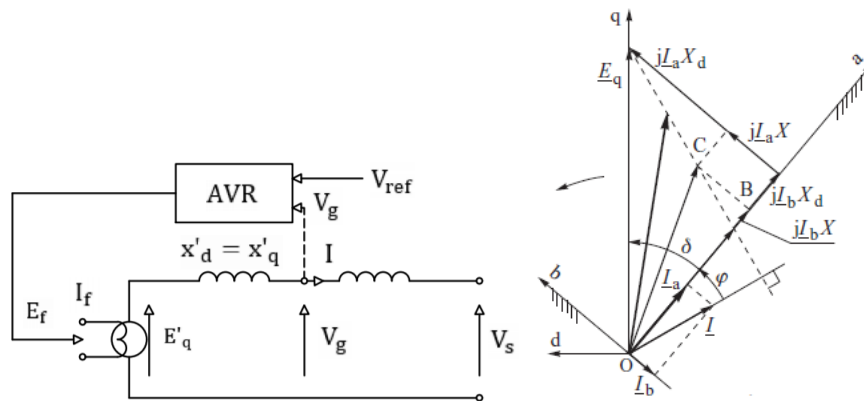 AVR
V_ref
V_g
x'_d = x'_q
I
E_f
I_f
E'_q
V_g
V_s
q
a
jI_aX_d
E_q
jI_aX
C
B
jI_bX_d
jI_bX
δ
φ
b
I_a
I
d
O
I_b